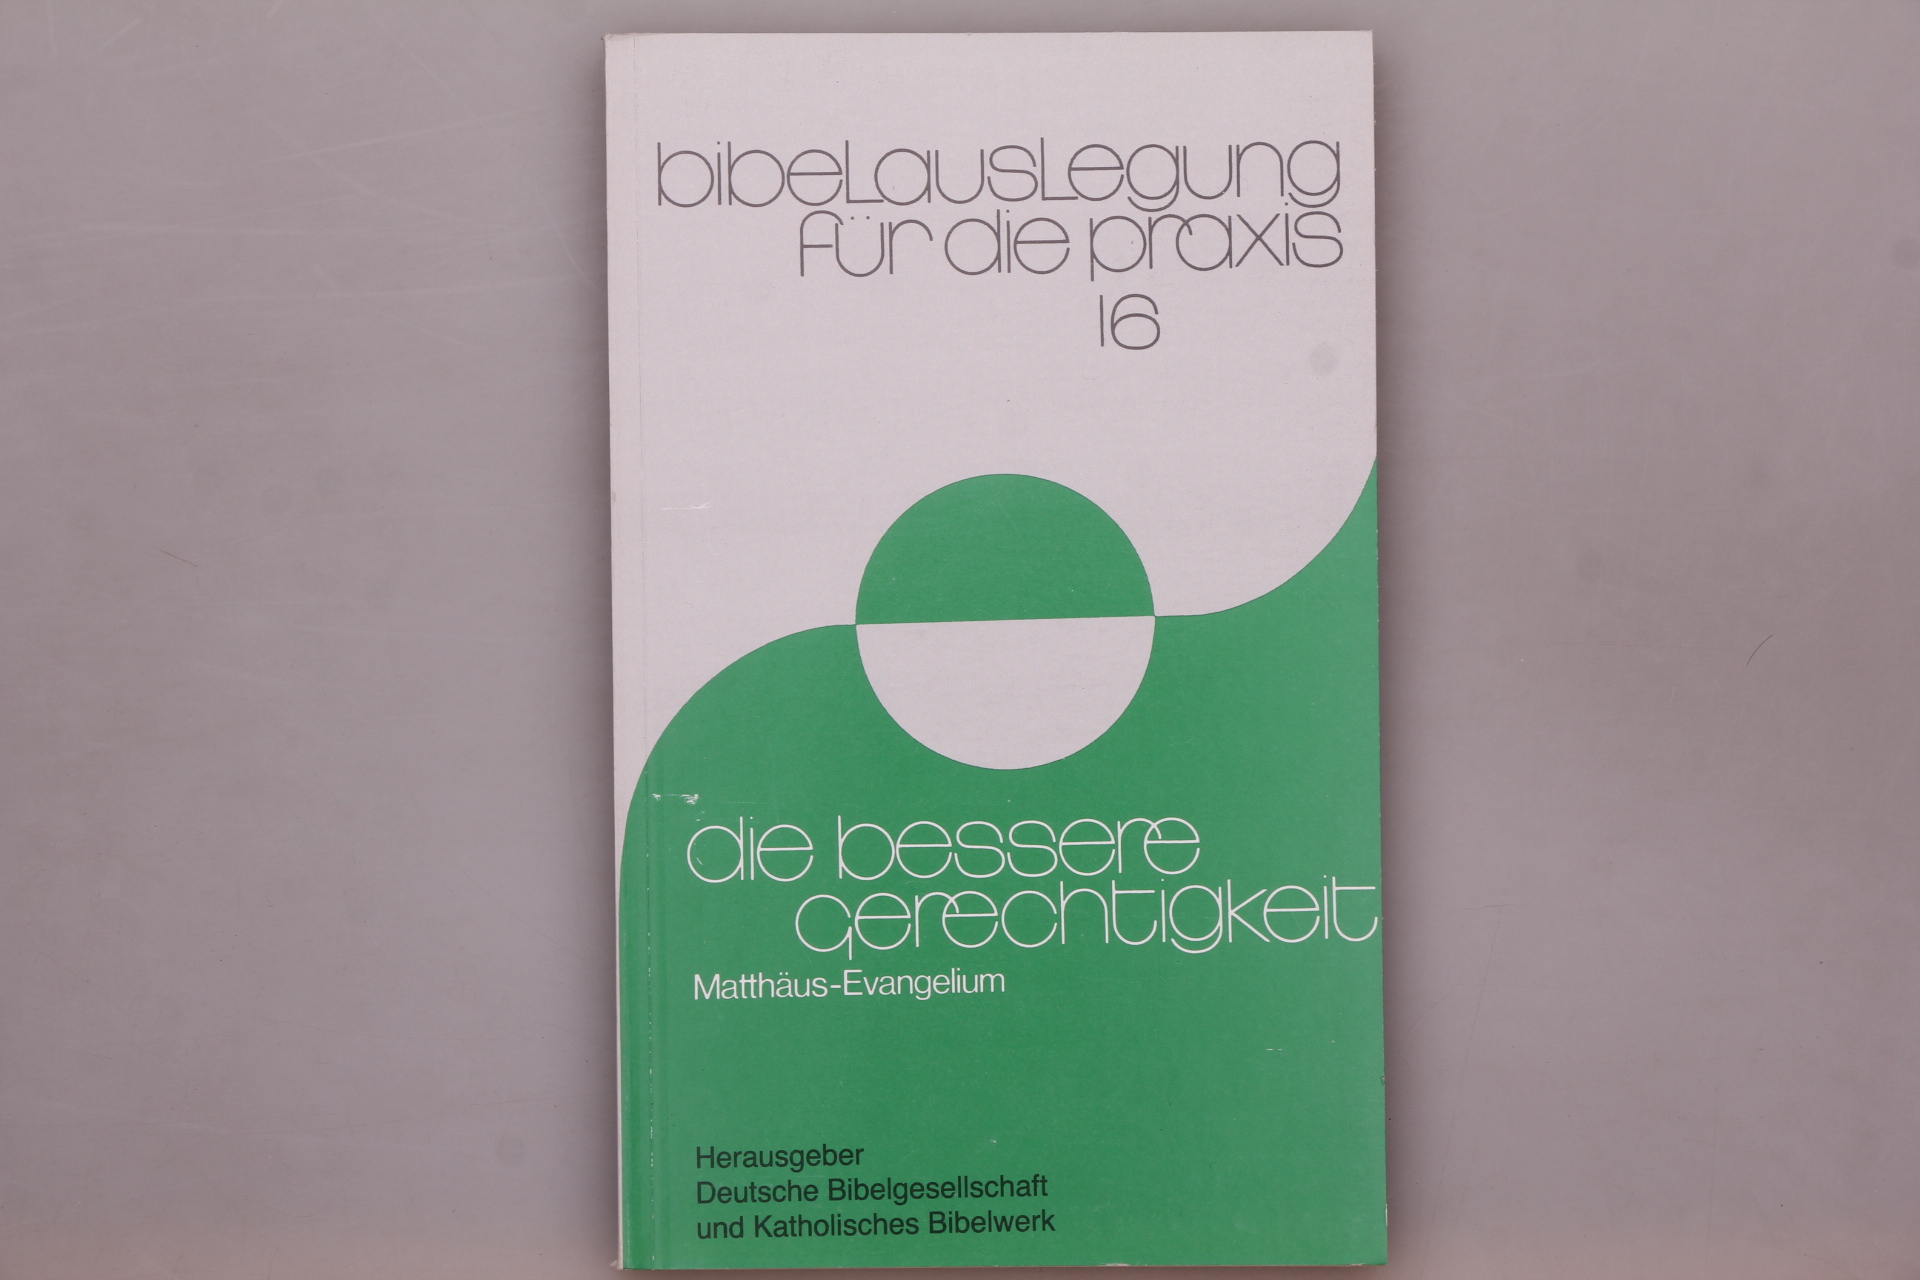 bibelauslegung
für die praxis
16
die bessere
gerechtigkeit
Matthäus-Evangelium
Herausgeber
Deutsche Bibelgesellschaft
und Katholisches Bibelwerk